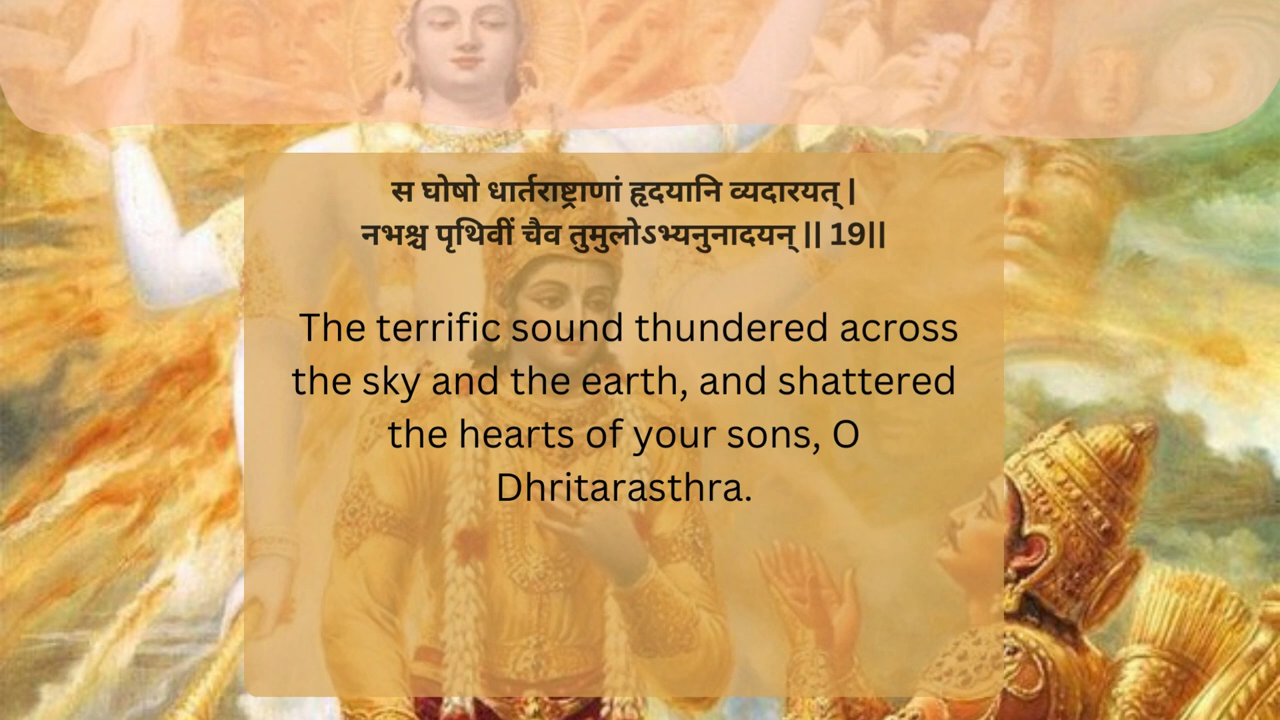 स घोषो धार्तराष्ट्राणां हृदयानि व्यदारयत् |
नभश्च पृथिवीं चैव तुमुलोऽभ्यनुनादयन् || 19||
The terrific sound thundered across
the sky and the earth, and shattered
the hearts of your sons, O
Dhritarasthra.